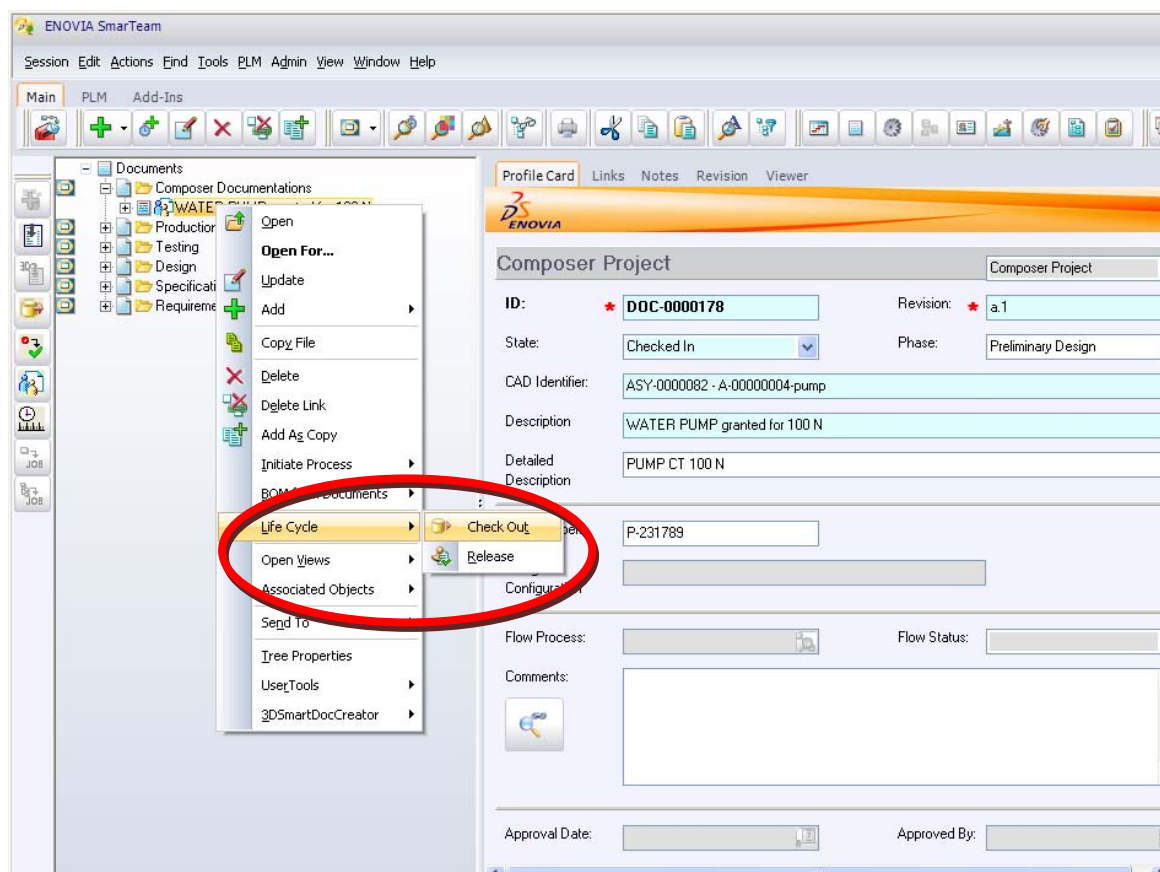 ENOVIA SmarTeam
Session Edit Actions Find Tools PLM Admin View Window Help
Main PLM Add-Ins
Documents
Composer Documentations
WATER PUMP granted for 100 N
Production
Testing
Design
Specificati
Requireme
Open
Open For...
Update
Add
Copy File
Delete
Delete Link
Add As Copy
Initiate Process
Documents
Life Cycle
Check Out
Release
Open Views
Associated Objects
Send To
Tree Properties
UserTools
3DSmartDocCreator
JOB
JOB
Profile Card Links Notes Revision Viewer
ENOVIA
Composer Project
Composer Project
ID: * DOC-0000178 Revision: * a.1
State: Checked In Phase: Preliminary Design
CAD Identifier: ASY-0000082 - A-00000004-pump
Description WATER PUMP granted for 100 N
Detailed Description PUMP CT 100 N
P-231789
Configuration
Flow Process: Flow Status:
Comments:
Approval Date: Approved By: